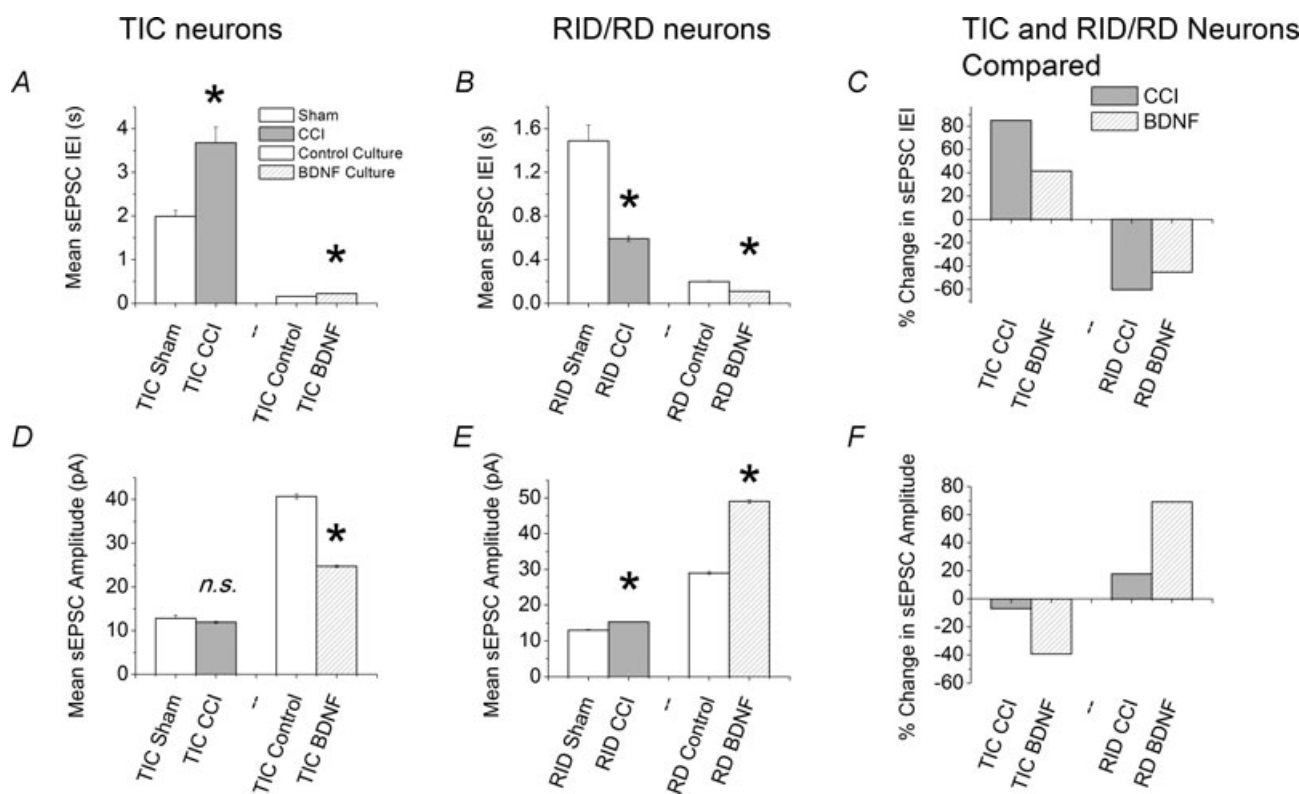 TIC neurons
RID/RD neurons
TIC and RID/RD Neurons
Compared
A
*
Mean sEPSC IEI (s)
4
3
2
1
0
Sham
CCI
Control Culture
BDNF Culture
*
TIC Sham
TIC CCI
TIC Control
TIC BDNF
B
Mean sEPSC IEI (s)
1.6
1.2
0.8
0.4
0.0
*
*
RID Sham
RID CCI
RD Control
RD BDNF
C
CCI
BDNF
% Change in sEPSC IEI
80
60
40
20
0
-20
-40
-60
TIC CCI
TIC BDNF
RID CCI
RD BDNF
D
Mean sEPSC Amplitude (pA)
40
30
20
10
0
n.s.
*
TIC Sham
TIC CCI
TIC Control
TIC BDNF
E
Mean sEPSC Amplitude (pA)
50
40
30
20
10
0
*
*
RID Sham
RID CCI
RD Control
RD BDNF
F
% Change in sEPSC Amplitude
80
60
40
20
0
-20
-40
-60
TIC CCI
TIC BDNF
RID CCI
RD BDNF